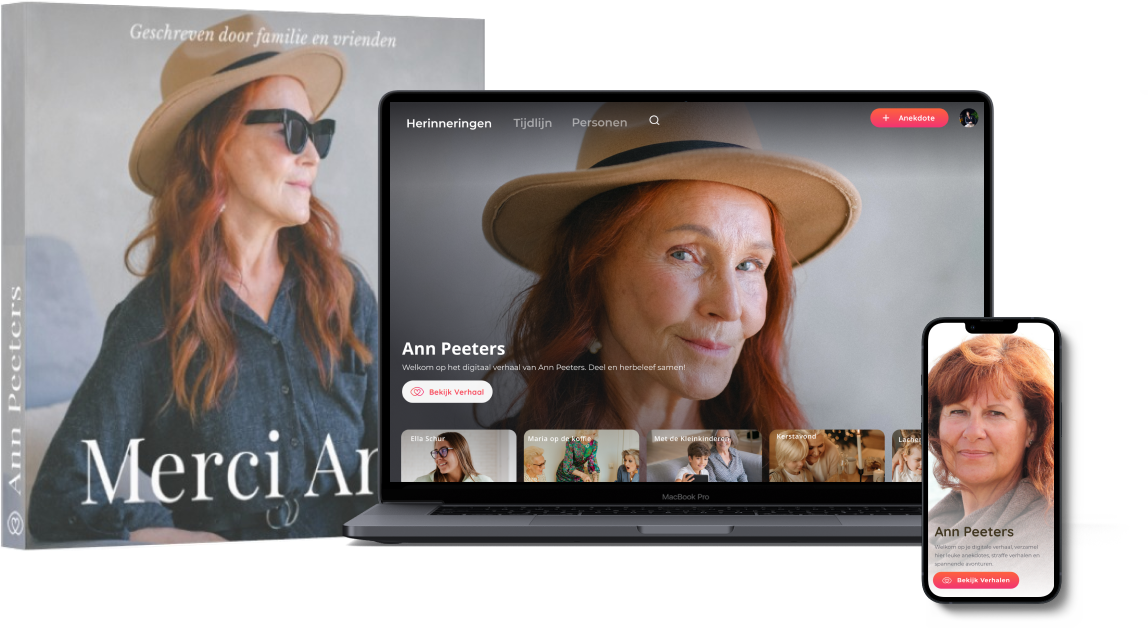 Geschreven door familie en vrienden
Ann Peeters
Merci An
Herinneringen
Tijdlijn
Personen
+ Anekdote
Ann Peeters
Welkom op het digitaal verhaal van Ann Peeters. Deel en herbeleef samen!
Bekijk Verhaal
Ella Schur
Maria op de koffie
Met de Kleinkinderen
Kerstavond
Lachen
MacBook Pro
Ann Peeters
Welkom op je digitale verhaal, verzamel
hier leuke anekdotes, straffe verhalen en
spannende avonturen.
Bekijk Verhalen